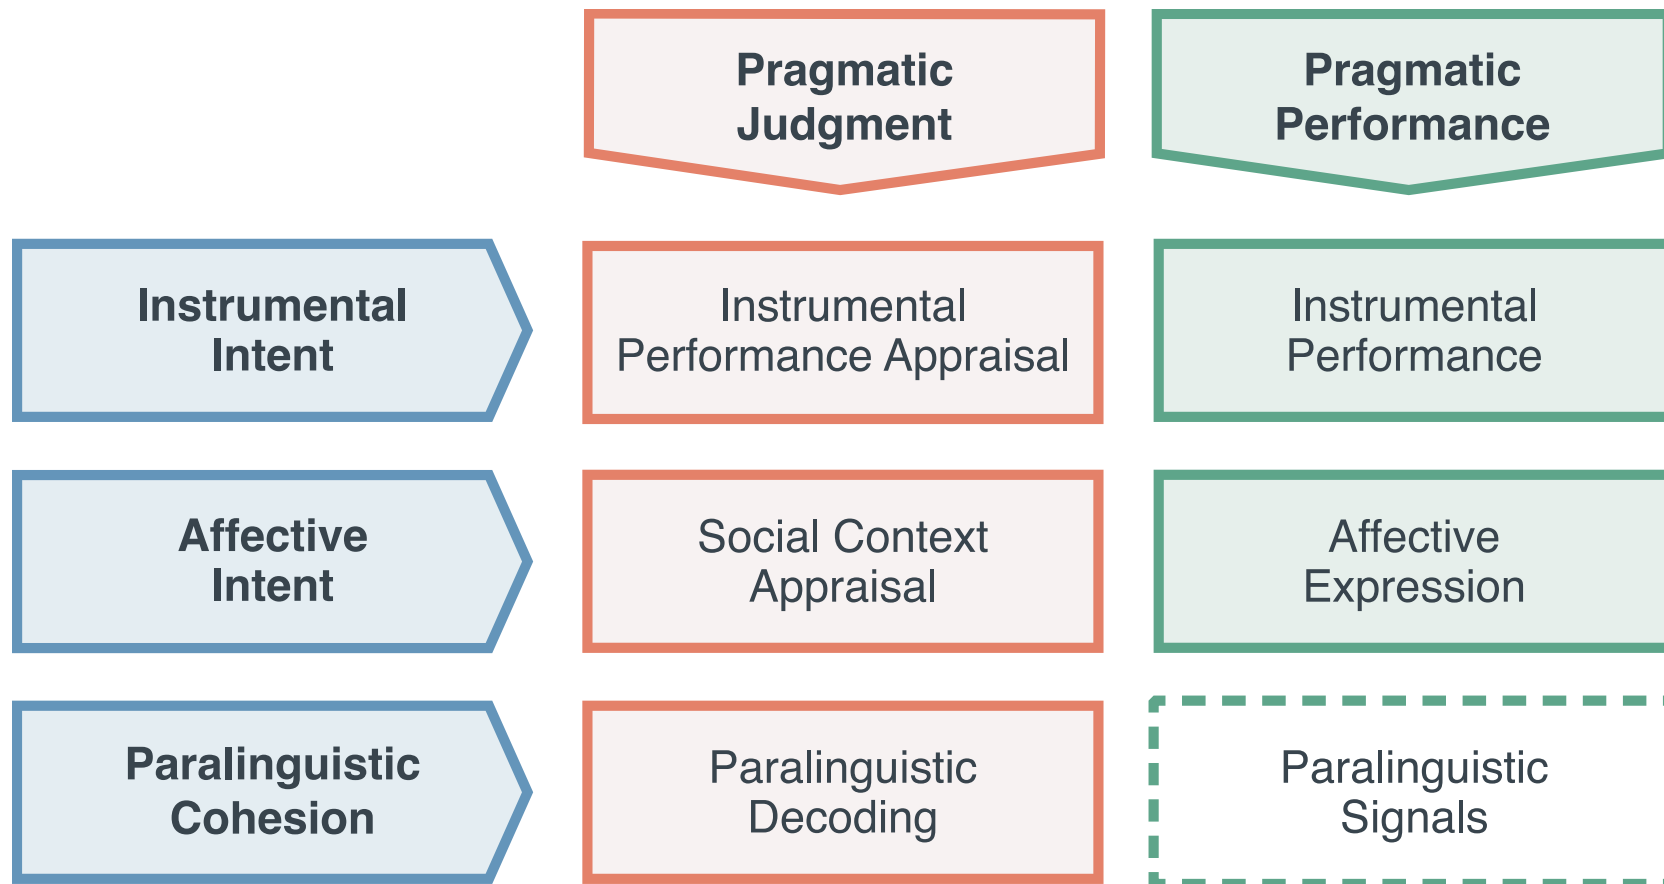 Pragmatic
Judgment
Pragmatic
Performance
Instrumental
Intent
Instrumental
Performance Appraisal
Instrumental
Performance
Affective
Intent
Social Context
Appraisal
Affective
Expression
Paralinguistic
Cohesion
Paralinguistic
Decoding
Paralinguistic
Signals